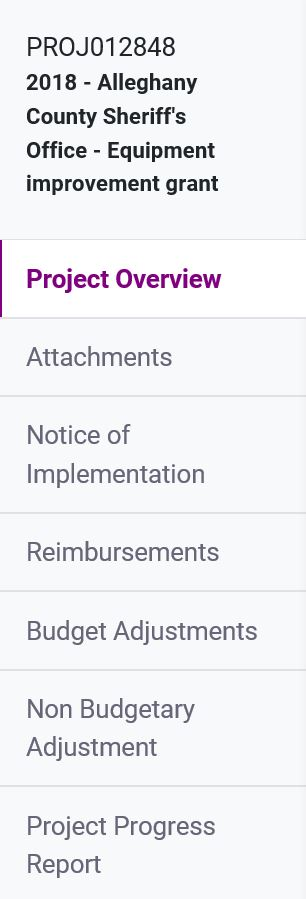 PROJ012848
2018 - Alleghany
County Sheriff's
Office - Equipment
improvement grant
Project Overview
Attachments
Notice of
Implementation
Reimbursements
Budget Adjustments
Non Budgetary
Adjustment
Project Progress
Report